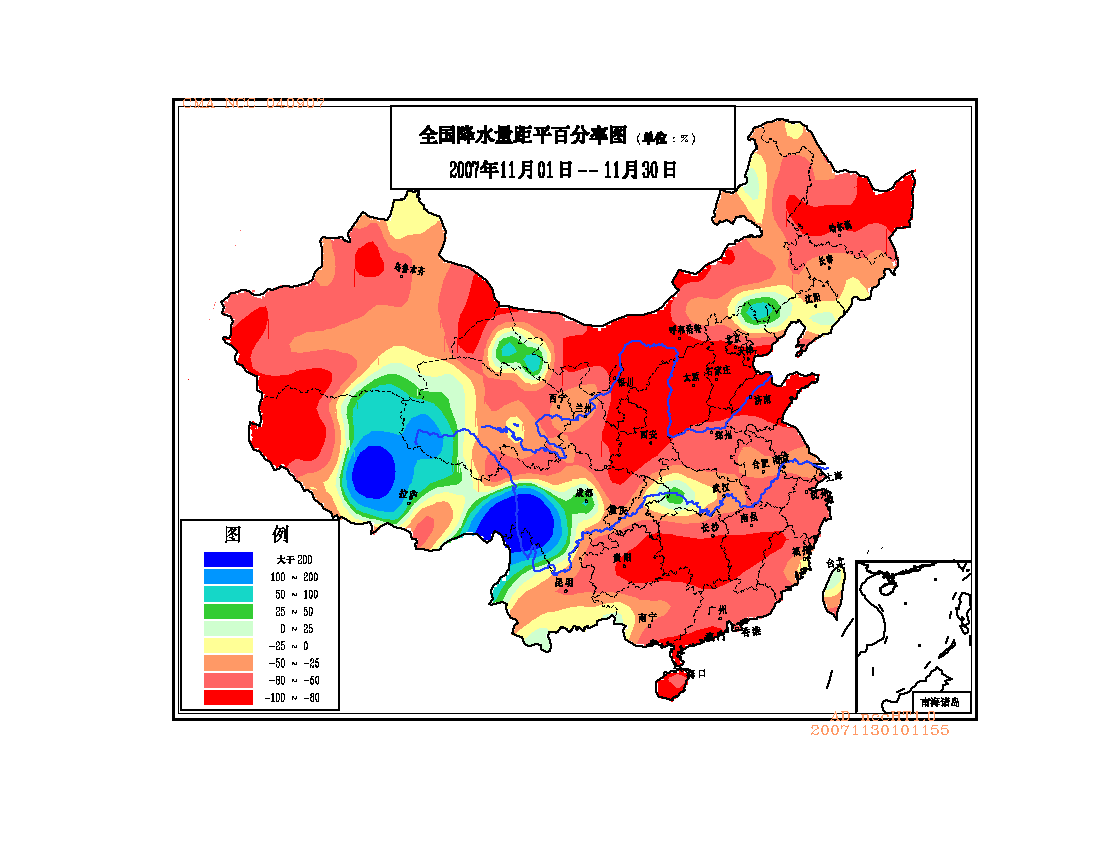 CMA NCC 040902
全国降水量距平百分率图 (单位：%)
2007年11月01日 -- 11月30日
哈尔滨
长春
乌鲁木齐
沈阳
呼和浩特
北京
天津
银川
太原
石家庄
西宁
兰州
济南
西安
郑州
合肥
南京
上海
拉萨
成都
武汉
杭州
重庆
南昌
长沙
贵阳
福州
昆明
台北
南宁
广州
香港
澳门
海口
图 例
大于 200
100 ~ 200
50 ~ 100
25 ~ 50
0 ~ 25
-25 ~ 0
-50 ~ -25
-80 ~ -50
-100 ~ -80
南海诸岛
20071130101155